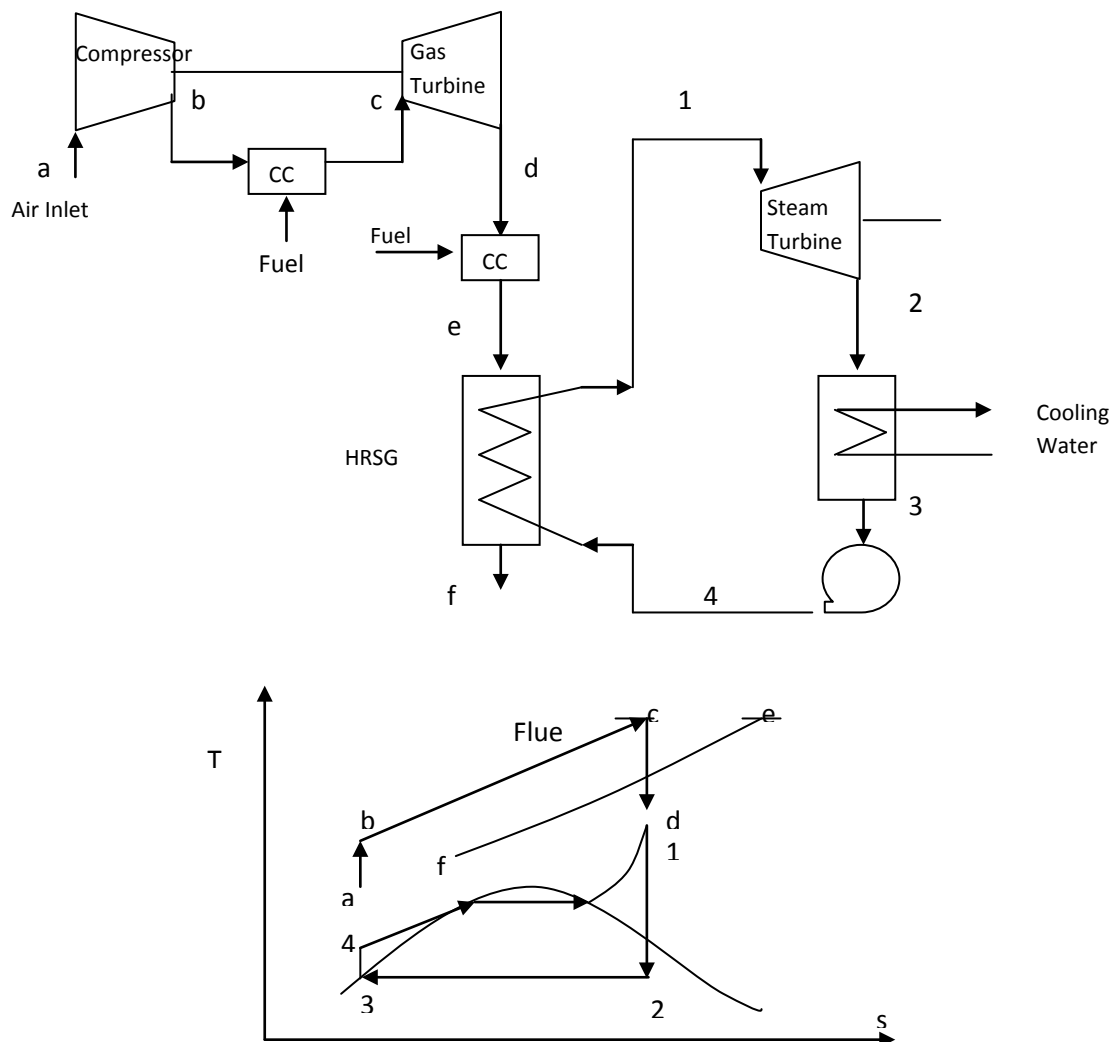 Compressor
Gas
Turbine
b
c
1
a
CC
d
Air Inlet
Steam
Turbine
Fuel
Fuel
CC
2
e
Cooling
Water
HRSG
3
f
4
c
e
Flue
T
b
d
f
1
a
4
3
2
s